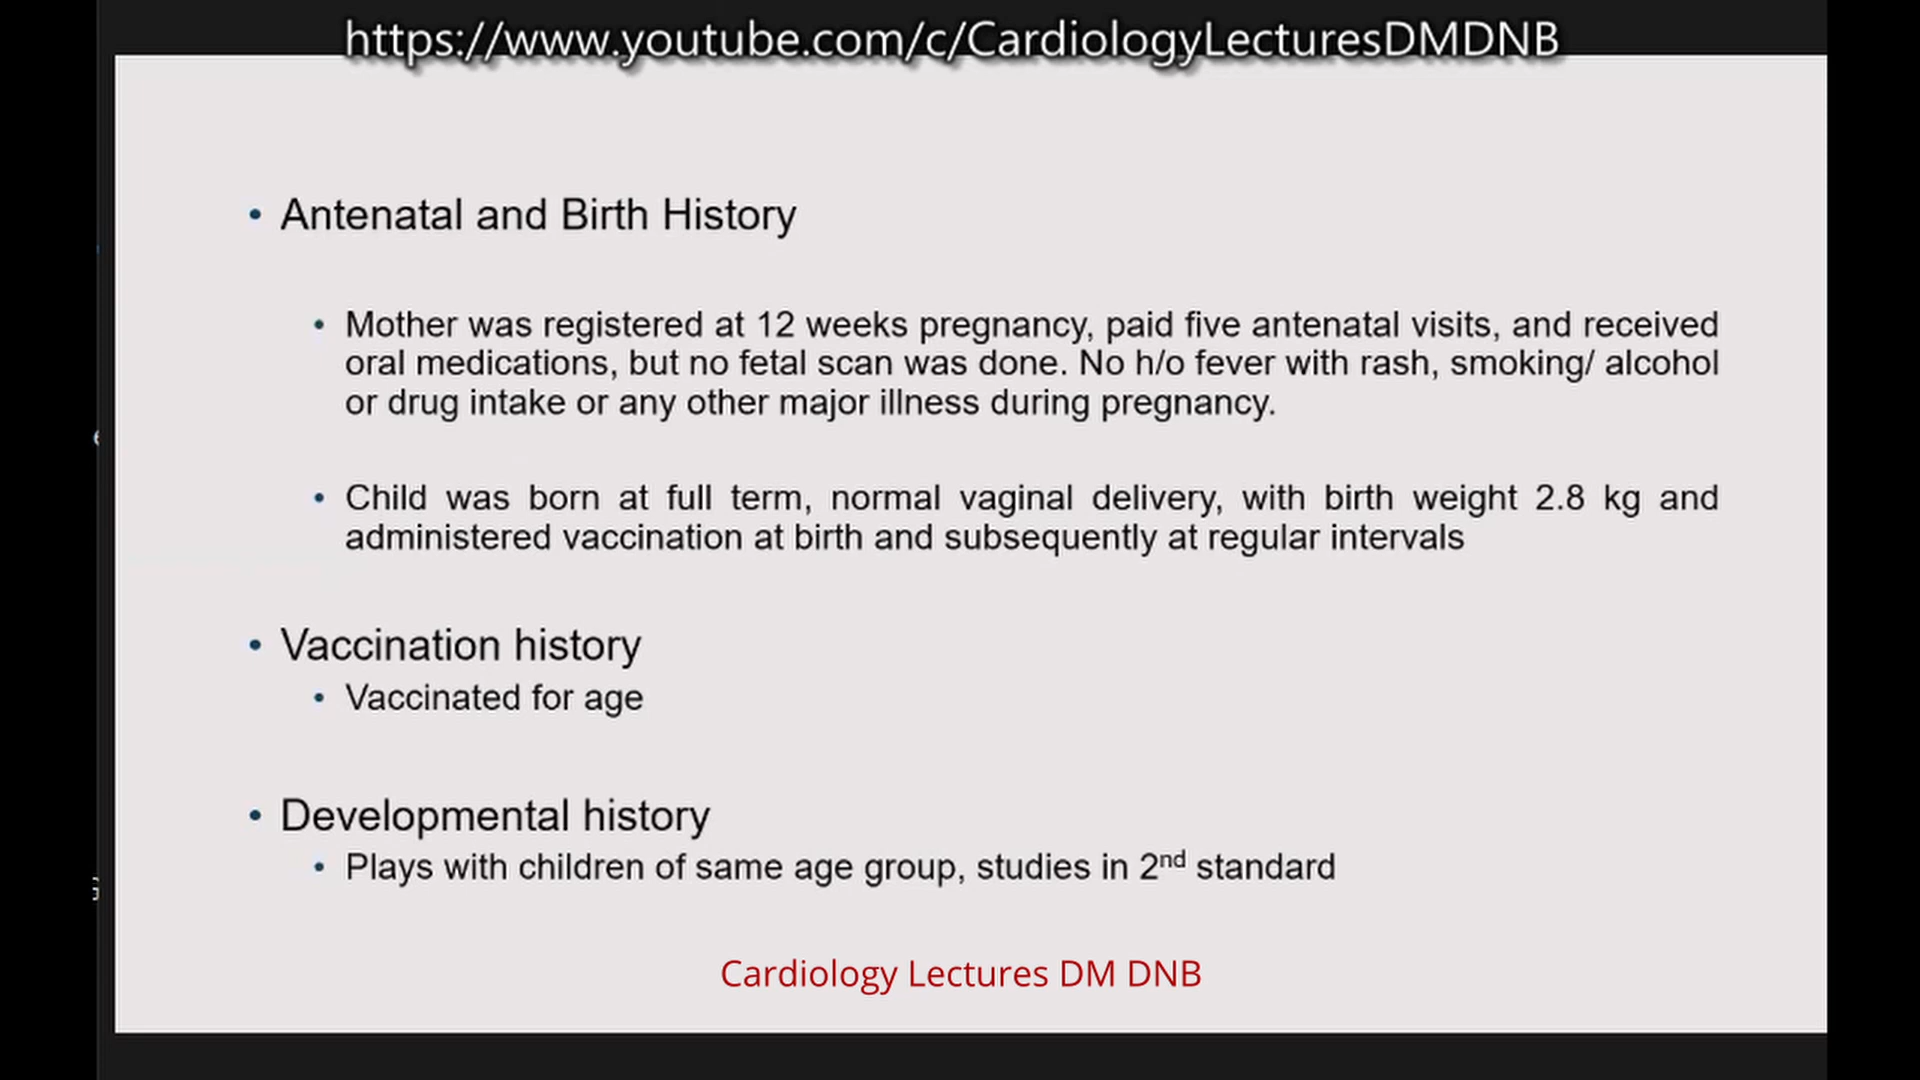 https://www.youtube.com/c/CardiologyLecturesDMDNB
• Antenatal and Birth History
• Mother was registered at 12 weeks pregnancy, paid five antenatal visits, and received
oral medications, but no fetal scan was done. No h/o fever with rash, smoking/ alcohol
or drug intake or any other major illness during pregnancy.
• Child was born at full term, normal vaginal delivery, with birth weight 2.8 kg and
administered vaccination at birth and subsequently at regular intervals
• Vaccination history
• Vaccinated for age
• Developmental history
• Plays with children of same age group, studies in 2nd standard
Cardiology Lectures DM DNB